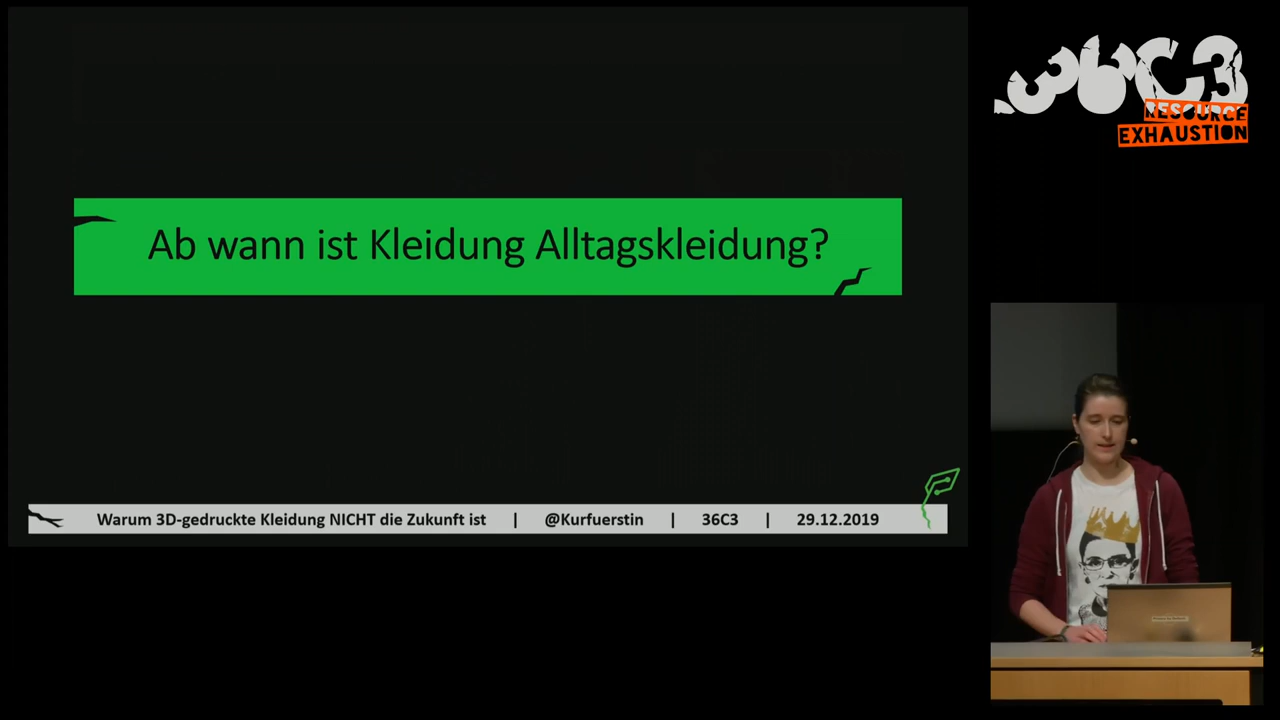 Ab wann ist Kleidung Alltagskleidung?
Warum 3D-gedruckte Kleidung NICHT die Zukunft ist | @Kurfuerstin | 36C3 | 29.12.2019
36C3
RESOURCE
EXHAUSTION